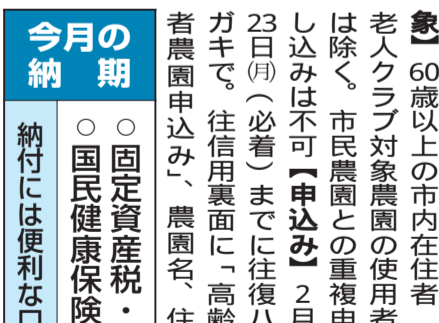 象】60歳以上の市内在住者
老人クラブ対象農園の使用者
は除く。市民農園との重複申
し込みは不可【申込み】2月
23日㈪(必着)までに往復ハ
ガキで。往信用裏面に「高齢
者農園申込み」、農園名、住
今月の
納 期
○固定資産税・
○国民健康保険
納付には便利な口